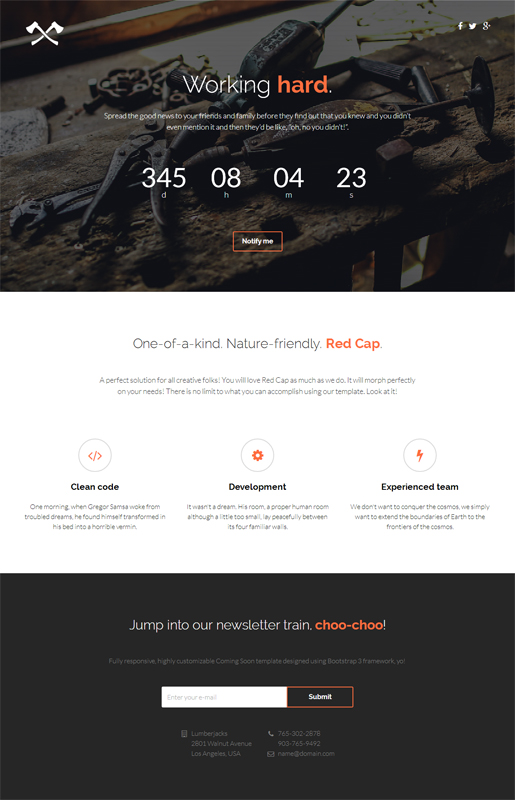 Working hard.
Spread the good news to your friends and family before they find out that you knew and you didn't
even mention it and then they'd be like, "oh, no you didn't!".
345 08 04 23
d h m s
Notify me
One-of-a-kind. Nature-friendly. Red Cap.
A perfect solution for all creative folks! You will love Red Cap as much as we do. It will morph perfectly
on your needs! There is no limit to what you can accomplish using our template. Look at it!
Clean code
One morning, when Gregor Samsa woke from
troubled dreams, he found himself transformed in
his bed into a horrible vermin.
Development
It wasn't a dream. His room, a proper human room
although a little too small, lay peacefully between
its four familiar walls.
Experienced team
We don't want to conquer the cosmos, we simply
want to extend the boundaries of Earth to the
frontiers of the cosmos.
Jump into our newsletter train, choo-choo!
Fully responsive, highly customizable Coming Soon template designed using Bootstrap 3 framework, yo!
Enter your e-mail
Submit
Lumberjacks
2801 Walnut Avenue
Los Angeles, USA
765-302-2878
903-765-9492
name@domain.com